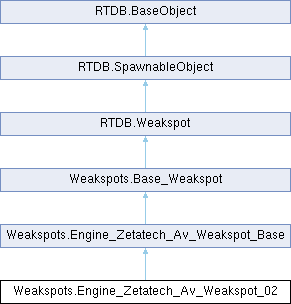 RTDB.BaseObject
RTDB.SpawnableObject
RTDB.Weakspot
Weakspots.Base_Weakspot
Weakspots.Engine_Zetatech_Av_Weakspot_Base
Weakspots.Engine_Zetatech_Av_Weakspot_02